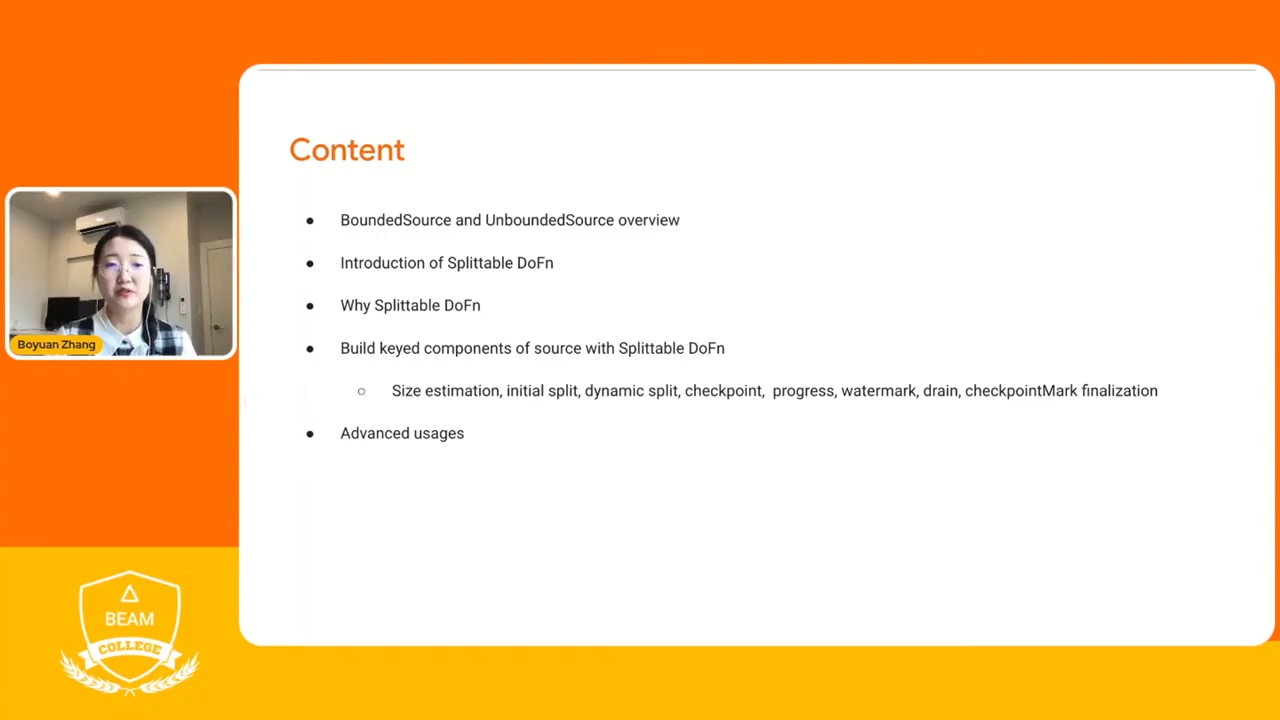 Content
● BoundedSource and UnboundedSource overview
● Introduction of Splittable DoFn
● Why Splittable DoFn
● Build keyed components of source with Splittable DoFn
○ Size estimation, initial split, dynamic split, checkpoint, progress, watermark, drain, checkpointMark finalization
● Advanced usages
Boyuan Zhang
BEAM
COLLEGE